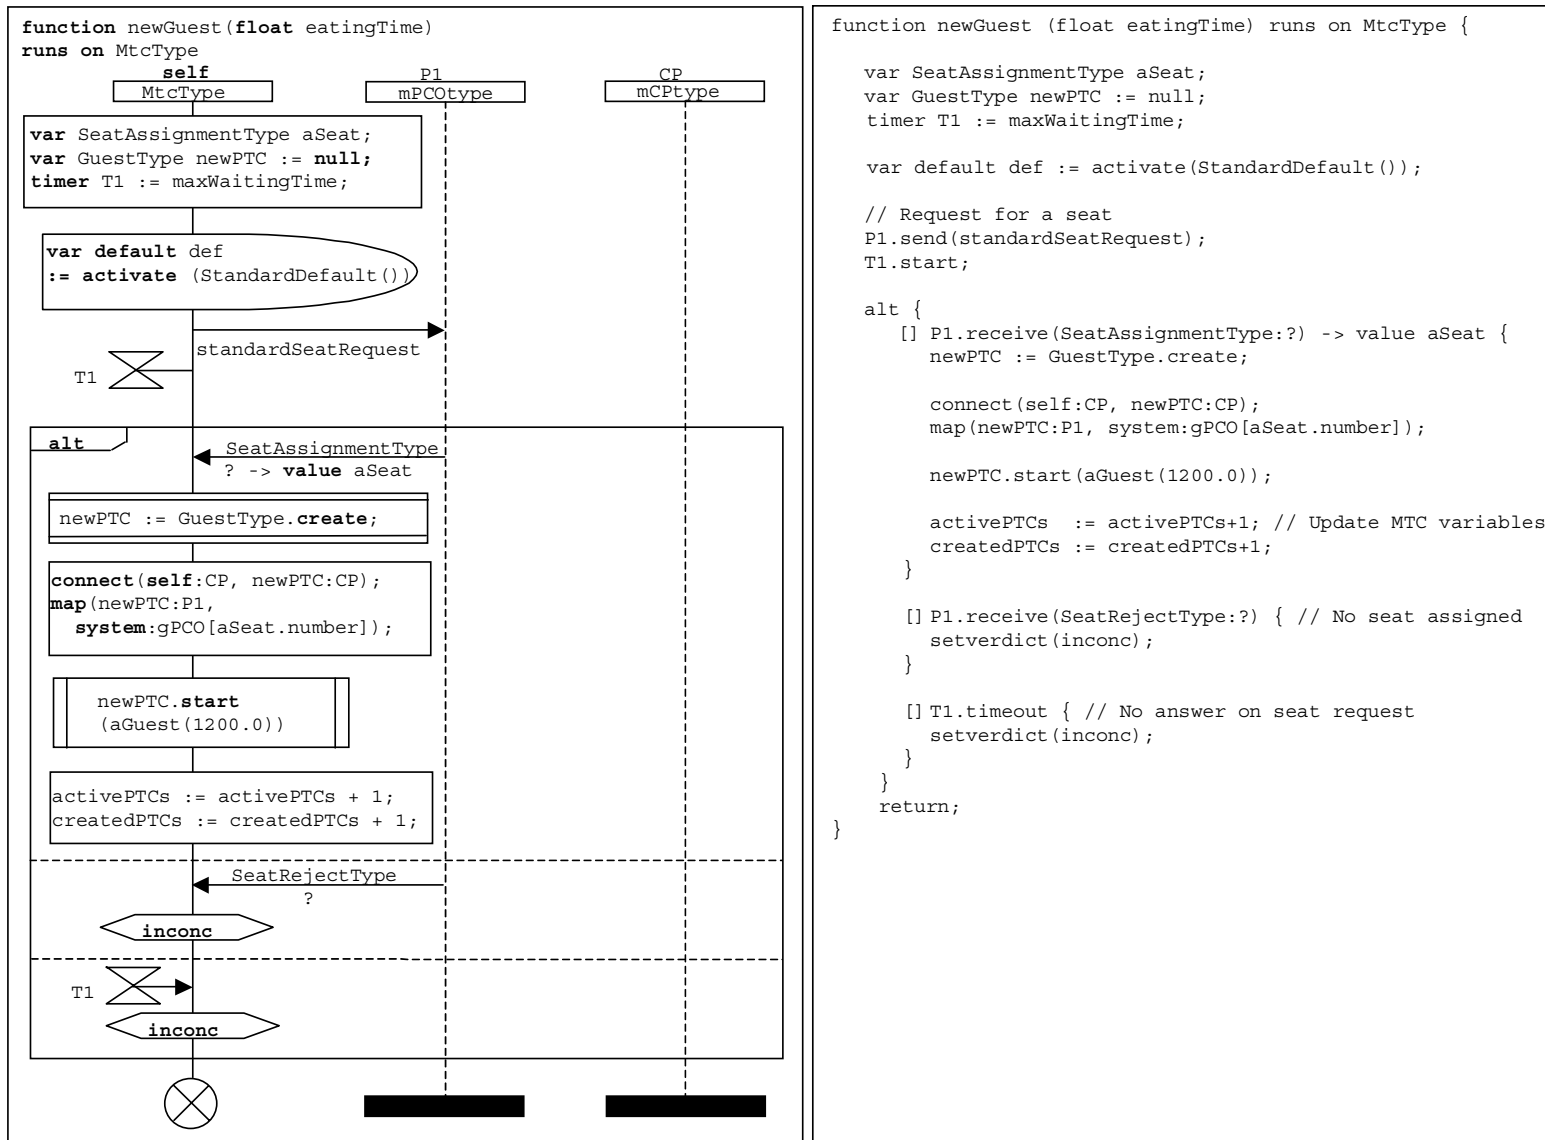 function newGuest(float eatingTime)
runs on MtcType
self
MtcType
P1
mPCOtype
CP
mCPtype
var SeatAssignmentType aSeat;
var GuestType newPTC := null;
timer T1 := maxWaitingTime;
var default def
:= activate (StandardDefault())
standardSeatRequest
T1
alt
SeatAssignmentType
? -> value aSeat
newPTC := GuestType.create;
connect(self:CP, newPTC:CP);
map(newPTC:P1,
system:gPCO[aSeat.number]);
newPTC.start
(aGuest(1200.0))
activePTCs := activePTCs + 1;
createdPTCs := createdPTCs + 1;
SeatRejectType
?
inconc
T1
inconc
function newGuest (float eatingTime) runs on MtcType {
var SeatAssignmentType aSeat;
var GuestType newPTC := null;
timer T1 := maxWaitingTime;
var default def := activate(StandardDefault());
// Request for a seat
P1.send(standardSeatRequest);
T1.start;
alt {
[] P1.receive(SeatAssignmentType:?) -> value aSeat {
newPTC := GuestType.create;
connect(self:CP, newPTC:CP);
map(newPTC:P1, system:gPCO[aSeat.number]);
newPTC.start(aGuest(1200.0));
activePTCs := activePTCs+1; // Update MTC variables
createdPTCs := createdPTCs+1;
}
[] P1.receive(SeatRejectType:?) { // No seat assigned
setverdict(inconc);
}
[] T1.timeout { // No answer on seat request
setverdict(inconc);
}
}
return;
}